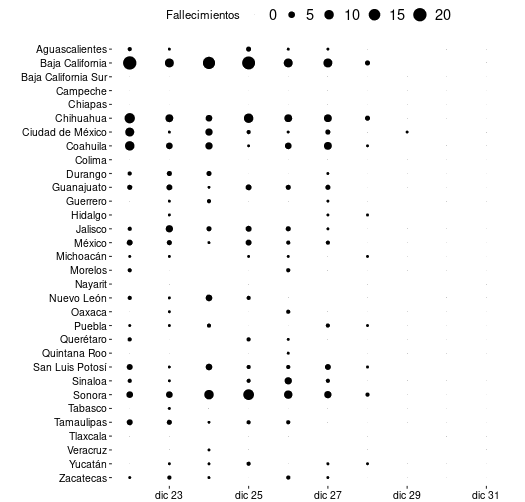 Fallecimientos 0 5 10 15 20
Aguascalientes
Baja California
Baja California Sur
Campeche
Chiapas
Chihuahua
Ciudad de México
Coahuila
Colima
Durango
Guanajuato
Guerrero
Hidalgo
Jalisco
México
Michoacán
Morelos
Nayarit
Nuevo León
Oaxaca
Puebla
Querétaro
Quintana Roo
San Luis Potosí
Sinaloa
Sonora
Tabasco
Tamaulipas
Tlaxcala
Veracruz
Yucatán
Zacatecas
dic 23 dic 25 dic 27 dic 29 dic 31